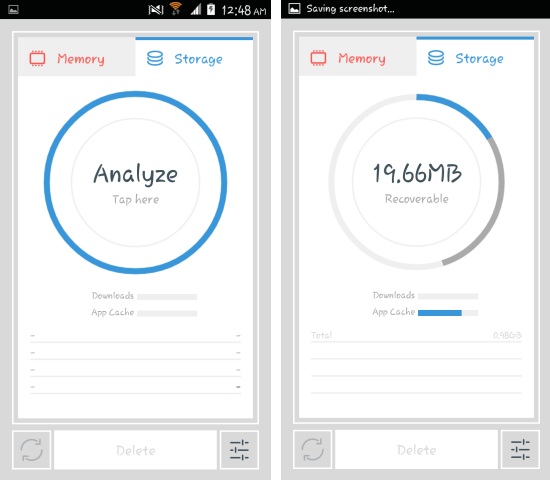 12:48 AM
Memory
Storage
Analyze
Tap here
Downloads
App Cache
- -
- -
- -
- -
Delete
Saving screenshot...
Memory
Storage
19.66MB
Recoverable
Downloads
App Cache
Total 0.98GB
Delete